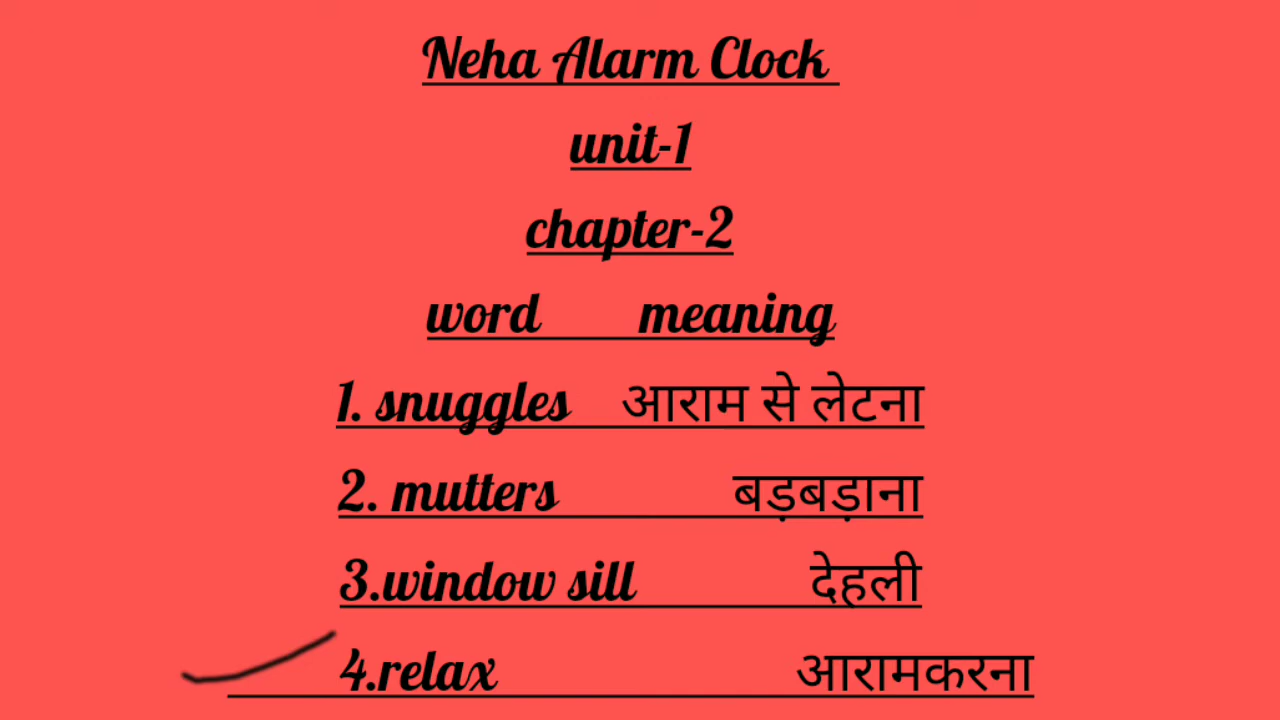 Neha Alarm Clock
unit-1
chapter-2
word meaning
1. snuggles आराम से लेटना
2. mutters बड़बड़ाना
3.window sill देहली
4.relax आरामकरना